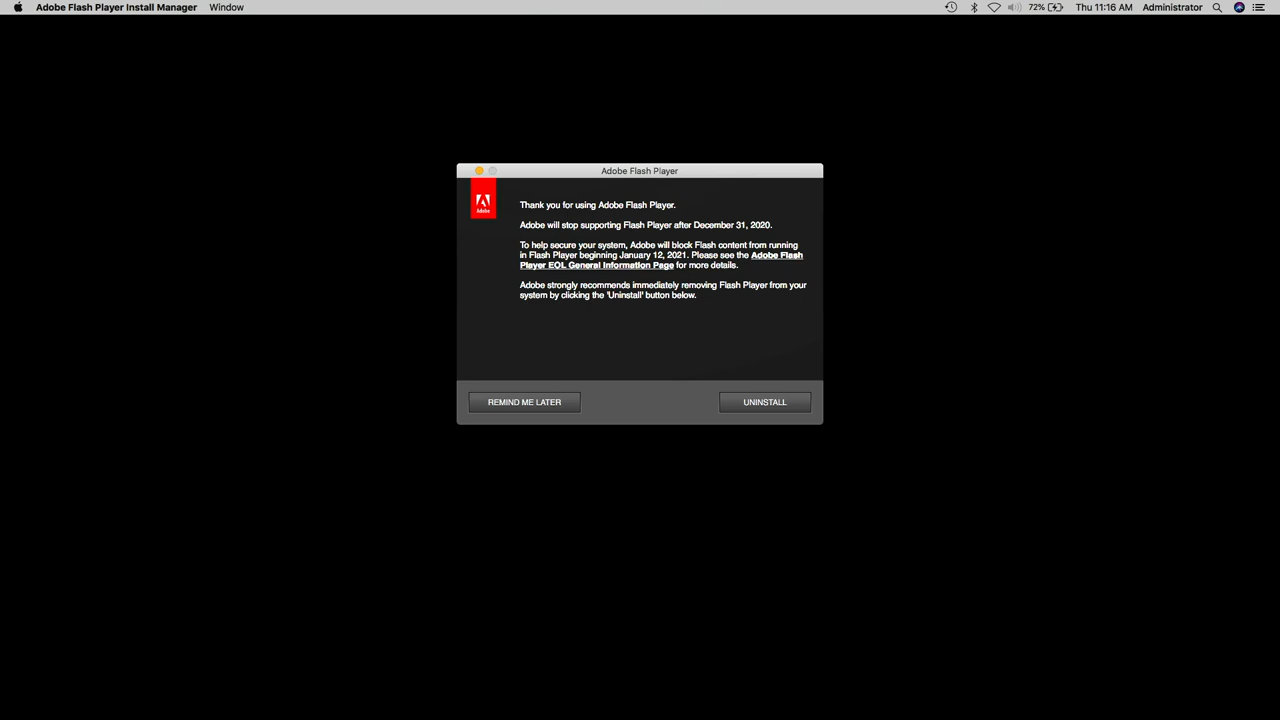 Adobe Flash Player Install Manager Window 72% Thu 11:16 AM Administrator
Adobe Flash Player
Adobe
Thank you for using Adobe Flash Player.
Adobe will stop supporting Flash Player after December 31, 2020.
To help secure your system, Adobe will block Flash content from running
in Flash Player beginning January 12, 2021. Please see the Adobe Flash
Player EOL General Information Page for more details.
Adobe strongly recommends immediately removing Flash Player from your
system by clicking the 'Uninstall' button below.
REMIND ME LATER UNINSTALL